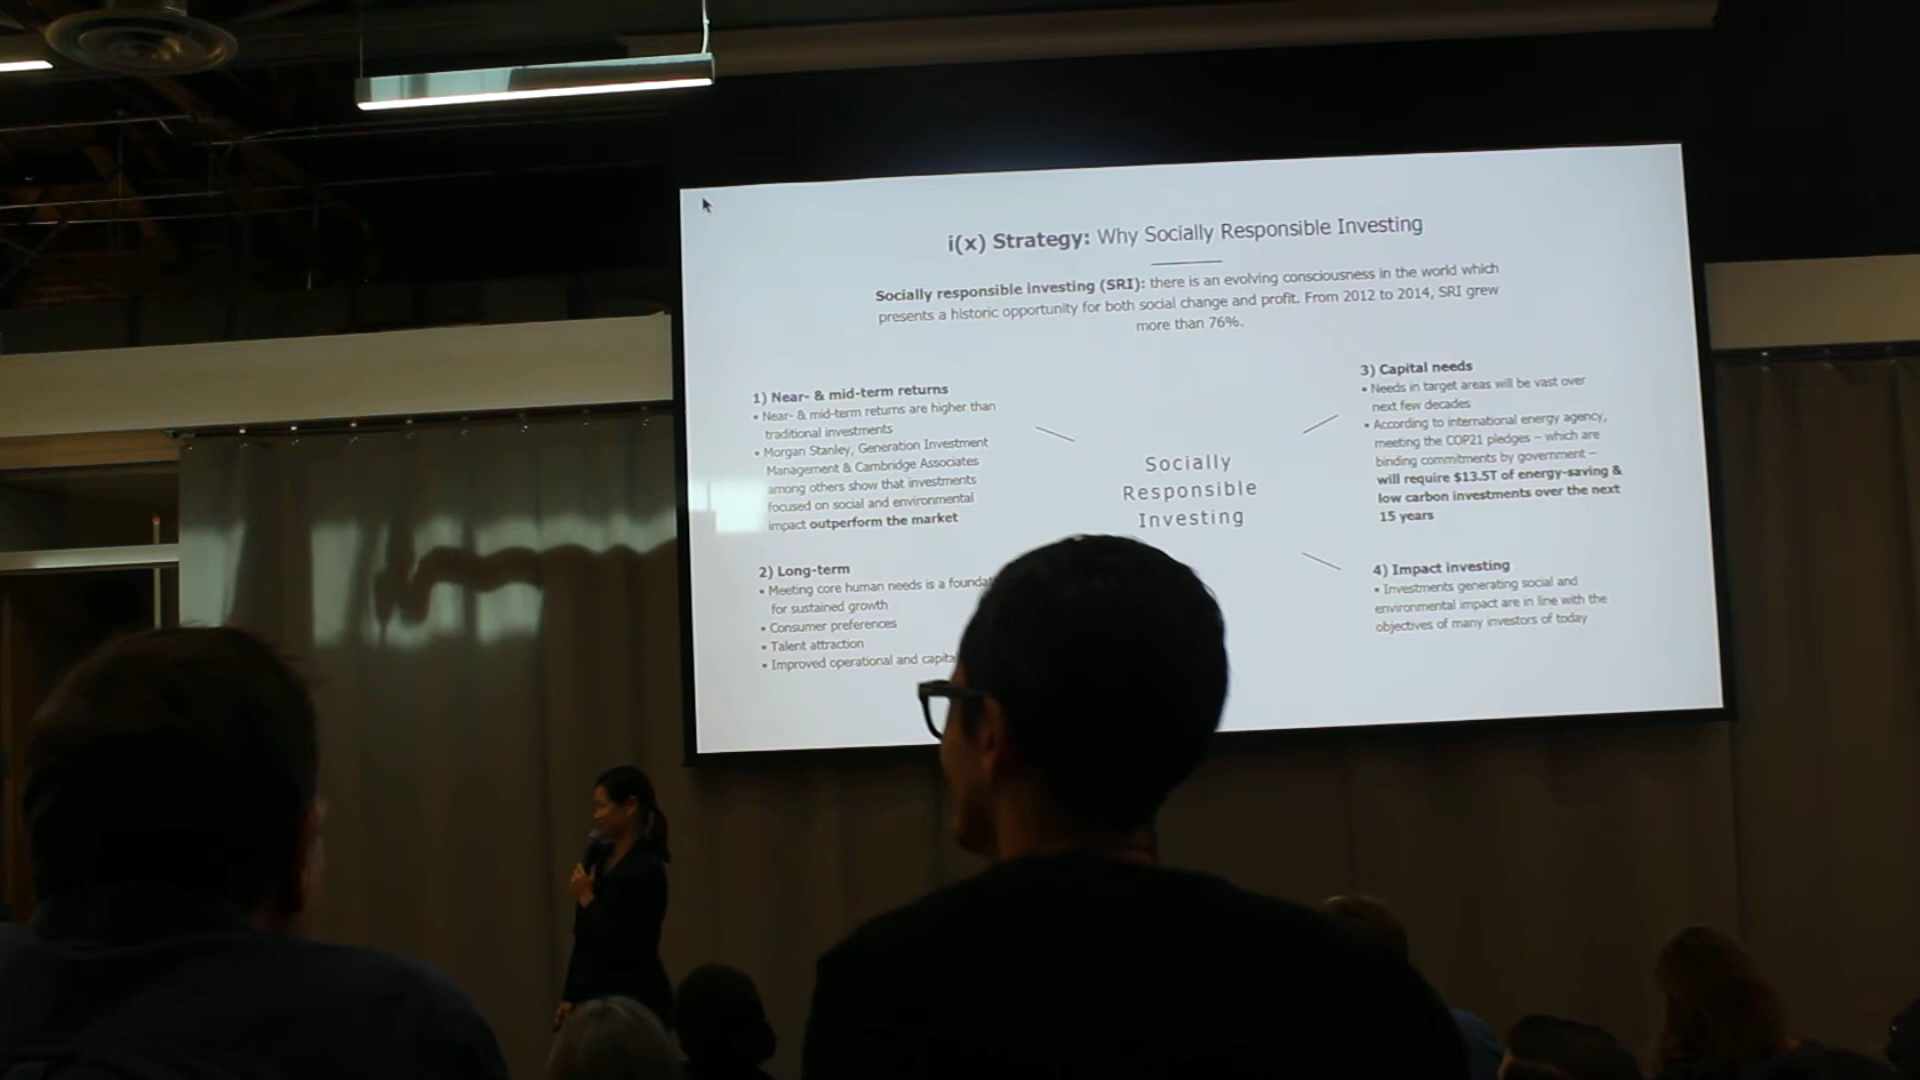 i(x) Strategy: Why Socially Responsible Investing
Socially responsible investing (SRI): there is an evolving consciousness in the world which
presents a historic opportunity for both social change and profit. From 2012 to 2014, SRI grew
more than 76%.
1) Near- & mid-term returns
• Near- & mid-term returns are higher than
traditional investments
• Morgan Stanley, Generation Investment
Management & Cambridge Associates
among others show that investments
focused on social and environmental
impact outperform the market
2) Long-term
• Meeting core human needs is a foundat
for sustained growth
• Consumer preferences
• Talent attraction
• Improved operational and capita
Socially
Responsible
Investing
3) Capital needs
• Needs in target areas will be vast over
next few decades
• According to international energy agency,
meeting the COP21 pledges – which are
binding commitments by government –
will require $13.5T of energy-saving &
low carbon investments over the next
15 years
4) Impact investing
• Investments generating social and
environmental impact are in line with the
objectives of many investors of today